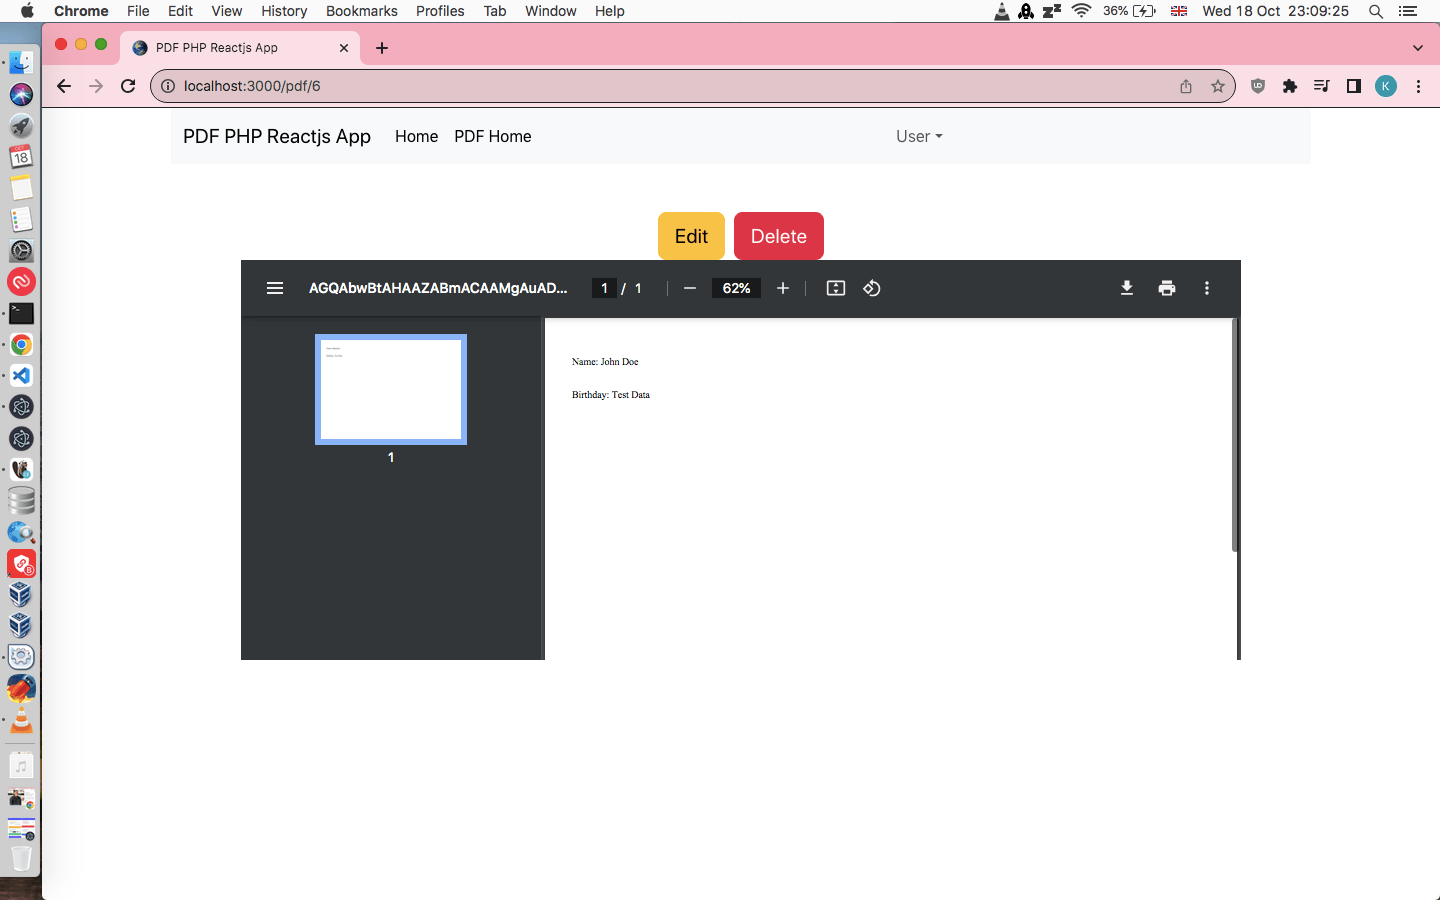 Chrome File Edit View History Bookmarks Profiles Tab Window Help 36% Wed 18 Oct 23:09:25
PDF PHP Reactjs App
localhost:3000/pdf/6
K
PDF PHP Reactjs App Home PDF Home User
Edit Delete
AGQAbwBtAHAAZABmACAAMgAuAD... 1 / 1 62%
Name: John Doe
Birthday: Test Data
1
18